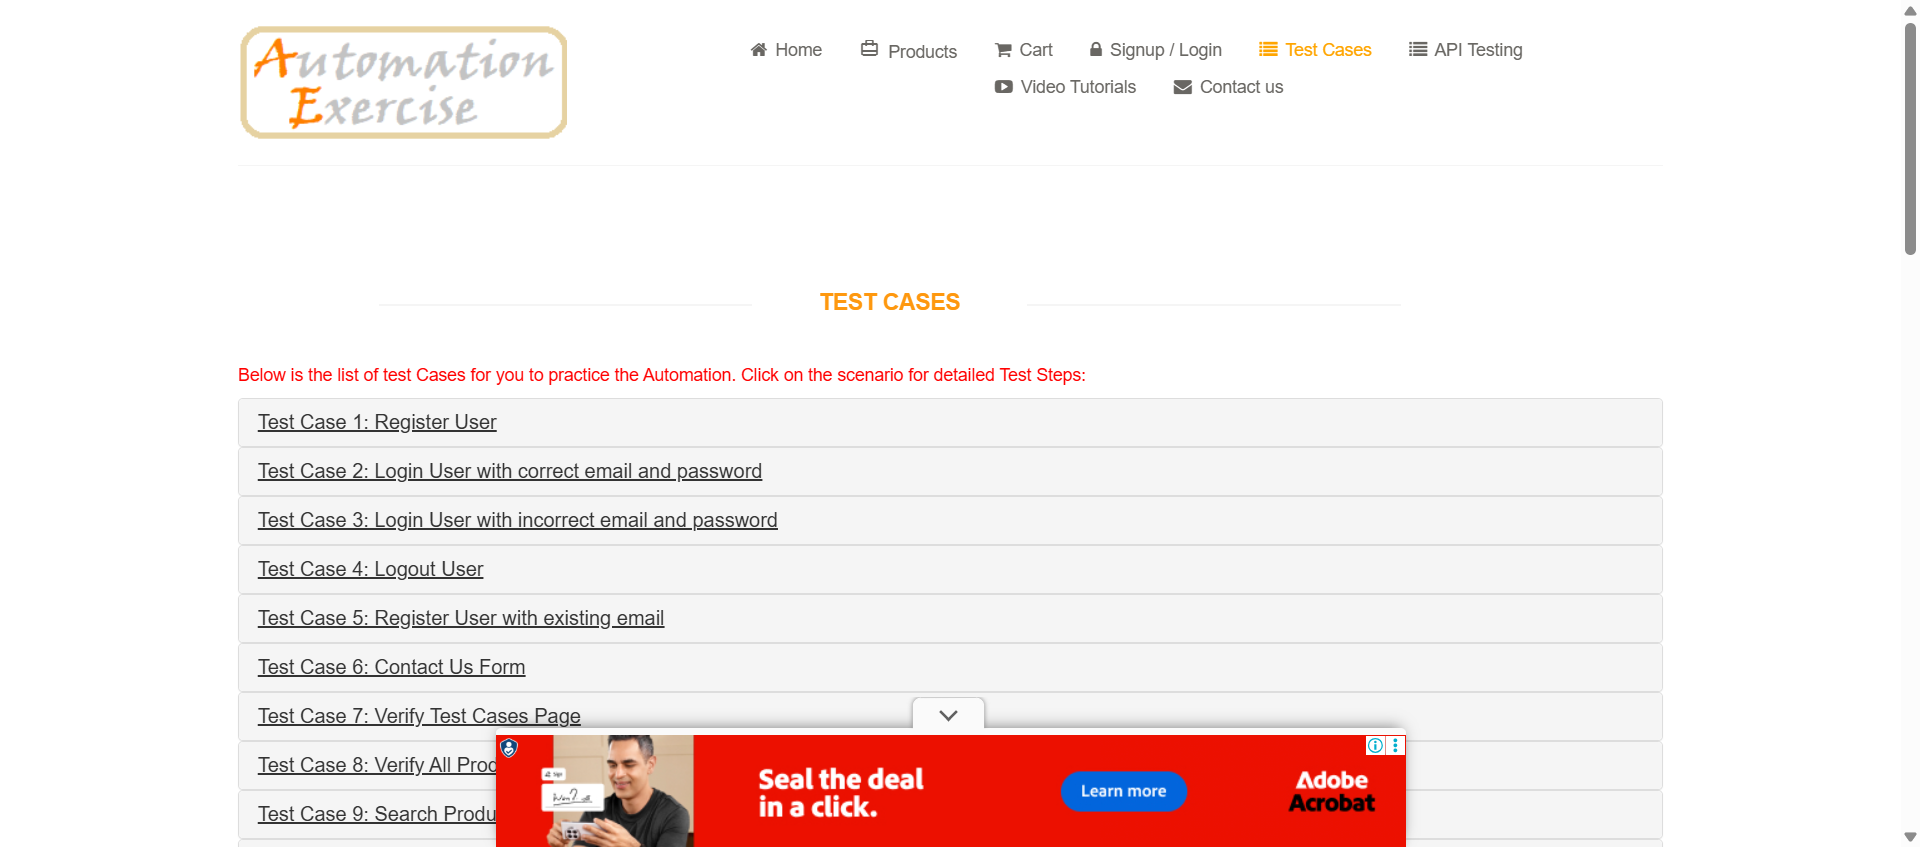 Automation
Exercise
Home
Products
Cart
Signup / Login
Test Cases
API Testing
Video Tutorials
Contact us
TEST CASES
Below is the list of test Cases for you to practice the Automation. Click on the scenario for detailed Test Steps:
Test Case 1: Register User
Test Case 2: Login User with correct email and password
Test Case 3: Login User with incorrect email and password
Test Case 4: Logout User
Test Case 5: Register User with existing email
Test Case 6: Contact Us Form
Test Case 7: Verify Test Cases Page
Test Case 8: Verify All Prod
Test Case 9: Search Produ
Sign
Seal the deal
in a click.
Learn more
Adobe
Acrobat